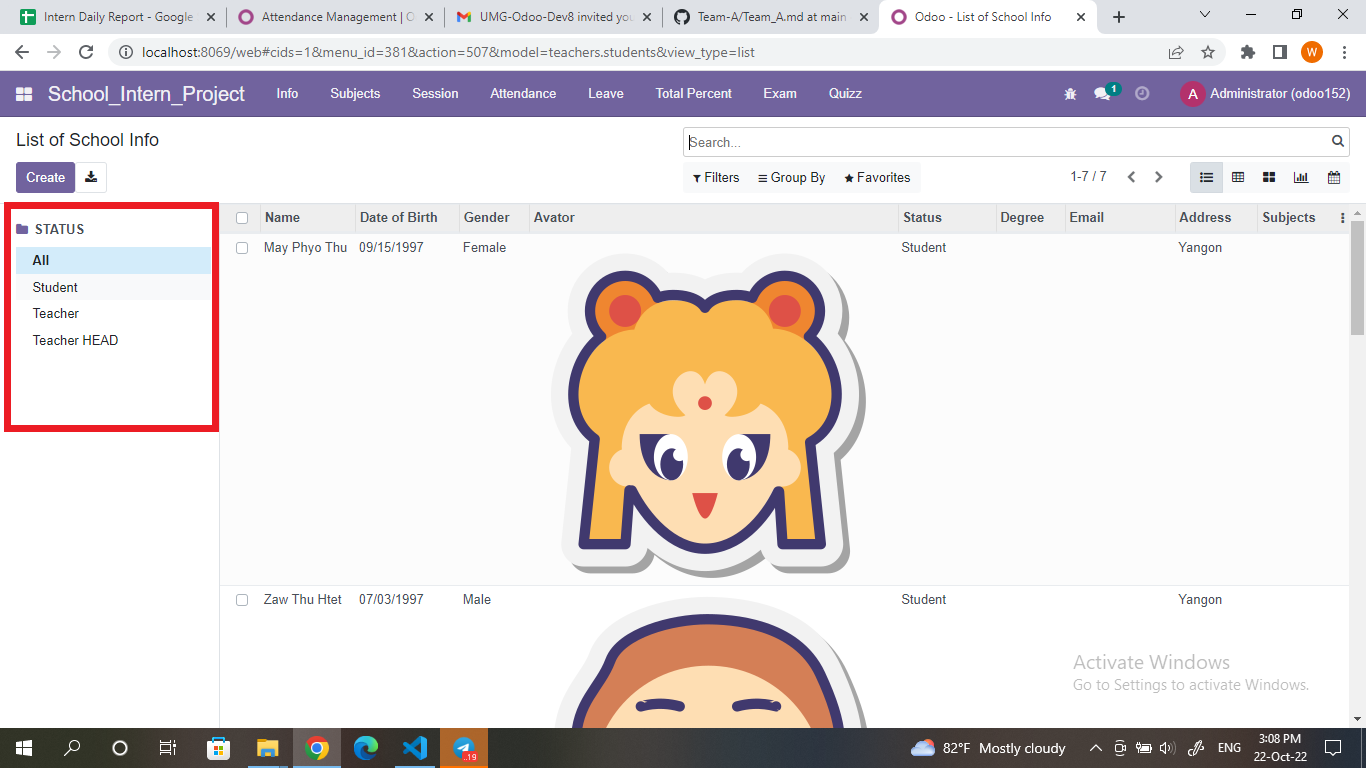 Intern Daily Report - Google
Attendance Management | O
UMG-Odoo-Dev8 invited you
Team-A/Team_A.md at main
Odoo - List of School Info
localhost:8069/web#cids=1&menu_id=381&action=507&model=teachers.students&view_type=list
W
School_Intern_Project Info Subjects Session Attendance Leave Total Percent Exam Quizz
1
A Administrator (odoo152)
List of School Info
Search...
Create
Filters Group By Favorites
1-7 / 7
STATUS
All
Student
Teacher
Teacher HEAD
Name Date of Birth Gender Avator Status Degree Email Address Subjects
May Phyo Thu 09/15/1997 Female Student Yangon
Zaw Thu Htet 07/03/1997 Male Student Yangon
Activate Windows
Go to Settings to activate Windows.
..19
82°F Mostly cloudy
ENG
3:08 PM
22-Oct-22